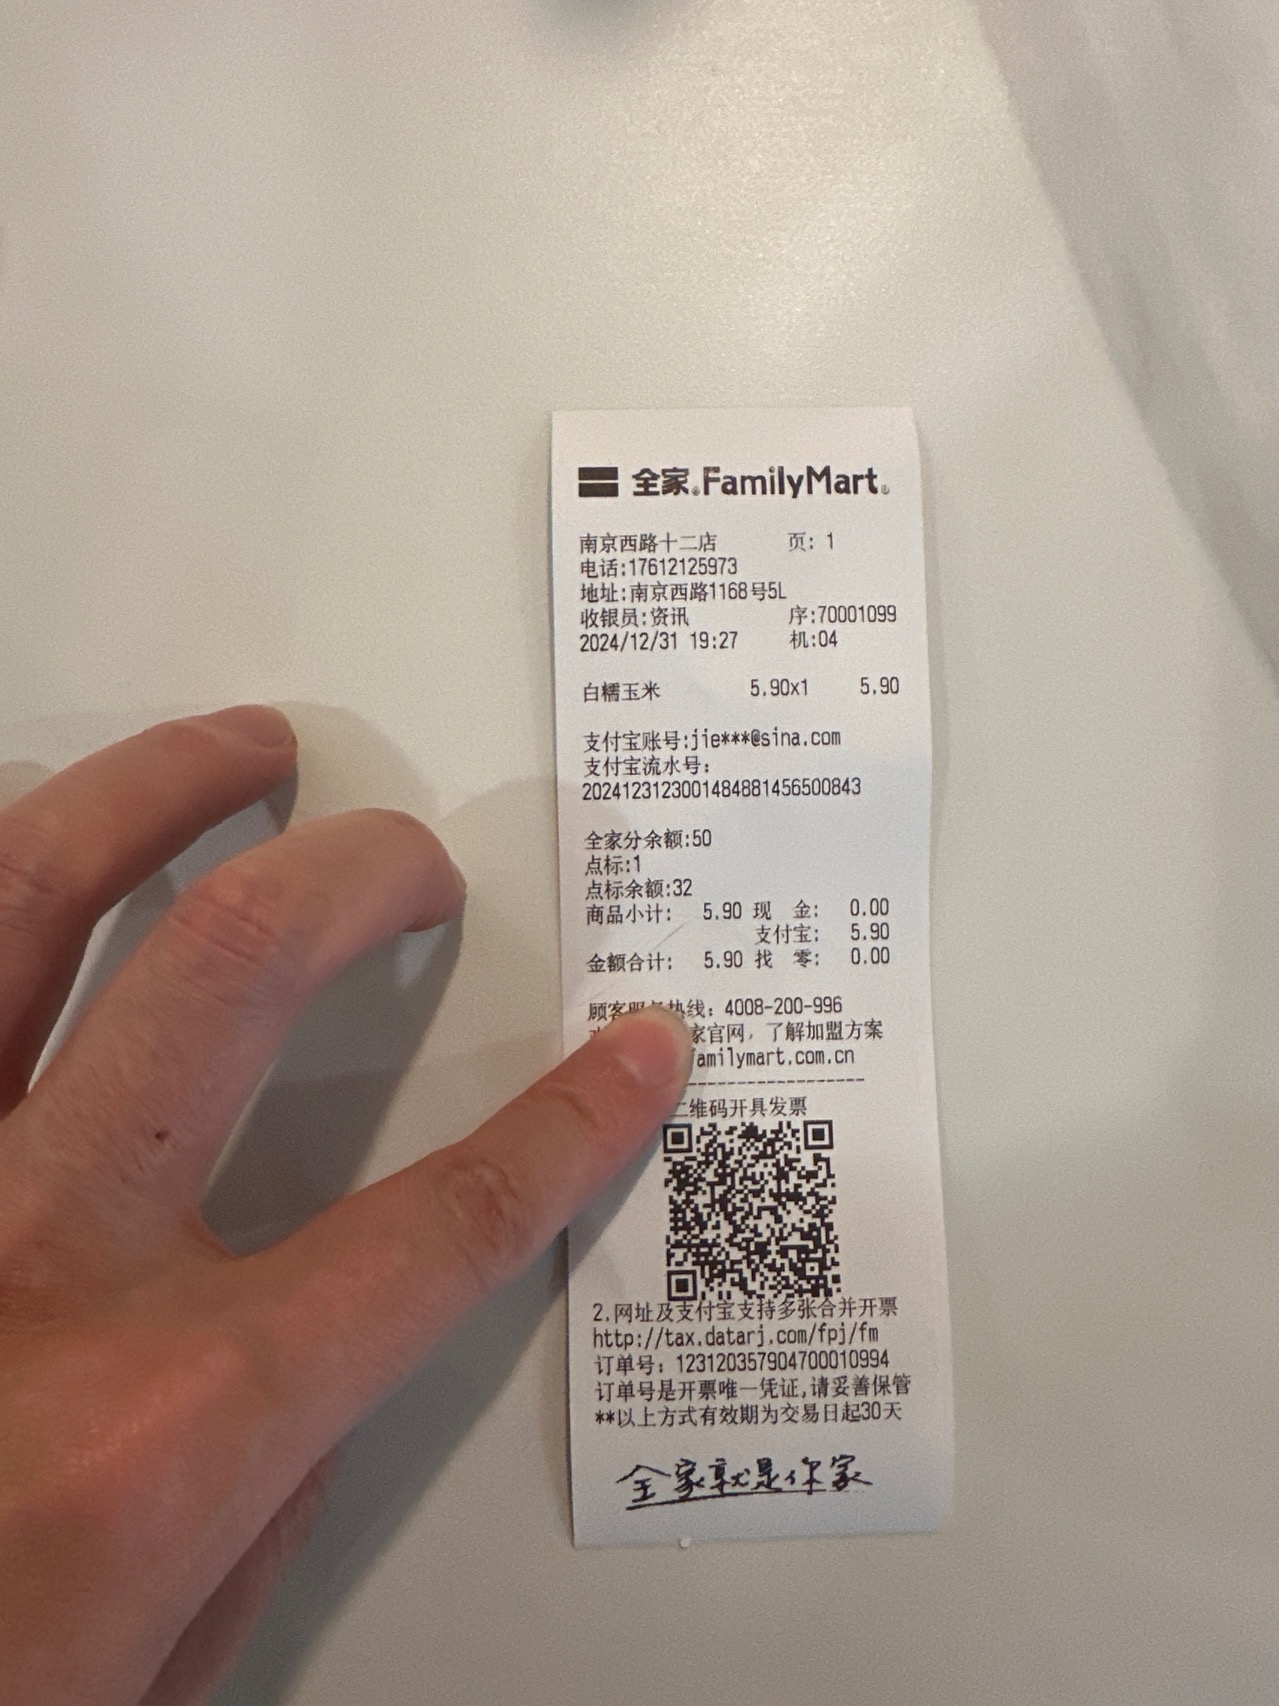 全家®FamilyMart
南京西路十二店 页: 1
电话:17612125973
地址:南京西路1168号5L
收银员:资讯 序:70001099
2024/12/31 19:27 机:04
白糯玉米 5.90x1 5.90
支付宝账号:jie***@sina.com
支付宝流水号:
2024123123001484881456500843
全家分余额:50
点标:1
点标余额:32
商品小计: 5.90 现 金: 0.00
支付宝: 5.90
金额合计: 5.90 找 零: 0.00
顾客服务热线: 4008-200-996
家官网, 了解加盟方案
familymart.com.cn
--------------------
二维码开具发票
2.网址及支付宝支持多张合并开票
http://tax.datarj.com/fpj/fm
订单号: 123120357904700010994
订单号是开票唯一凭证,请妥善保管
**以上方式有效期为交易日起30天
全家就是你家